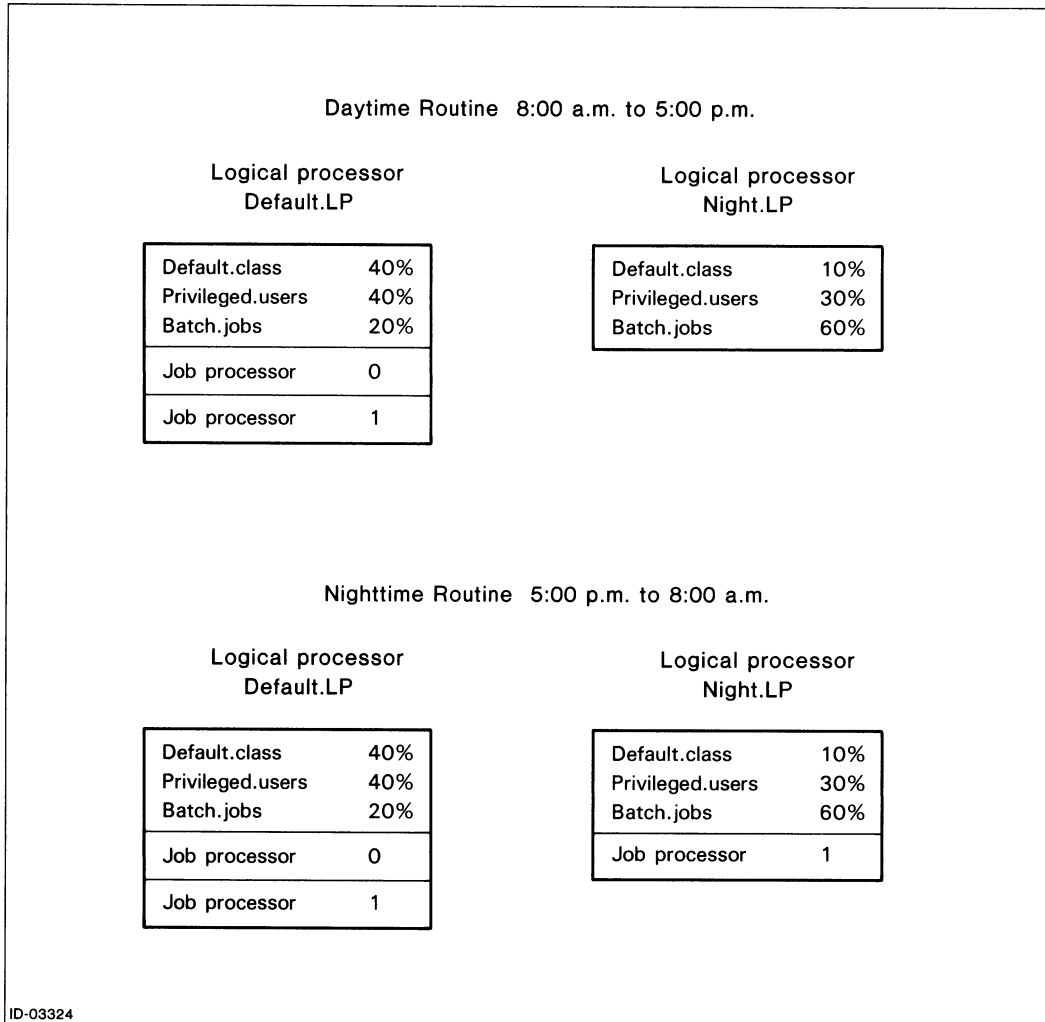 Daytime Routine 8:00 a.m. to 5:00 p.m.
Logical processor
Default.LP
Default.class 40%
Privileged.users 40%
Batch.jobs 20%
Job processor 0
Job processor 1
Logical processor
Night.LP
Default.class 10%
Privileged.users 30%
Batch.jobs 60%
Nighttime Routine 5:00 p.m. to 8:00 a.m.
Logical processor
Default.LP
Default.class 40%
Privileged.users 40%
Batch.jobs 20%
Job processor 0
Job processor 1
Logical processor
Night.LP
Default.class 10%
Privileged.users 30%
Batch.jobs 60%
Job processor 1
ID-03324